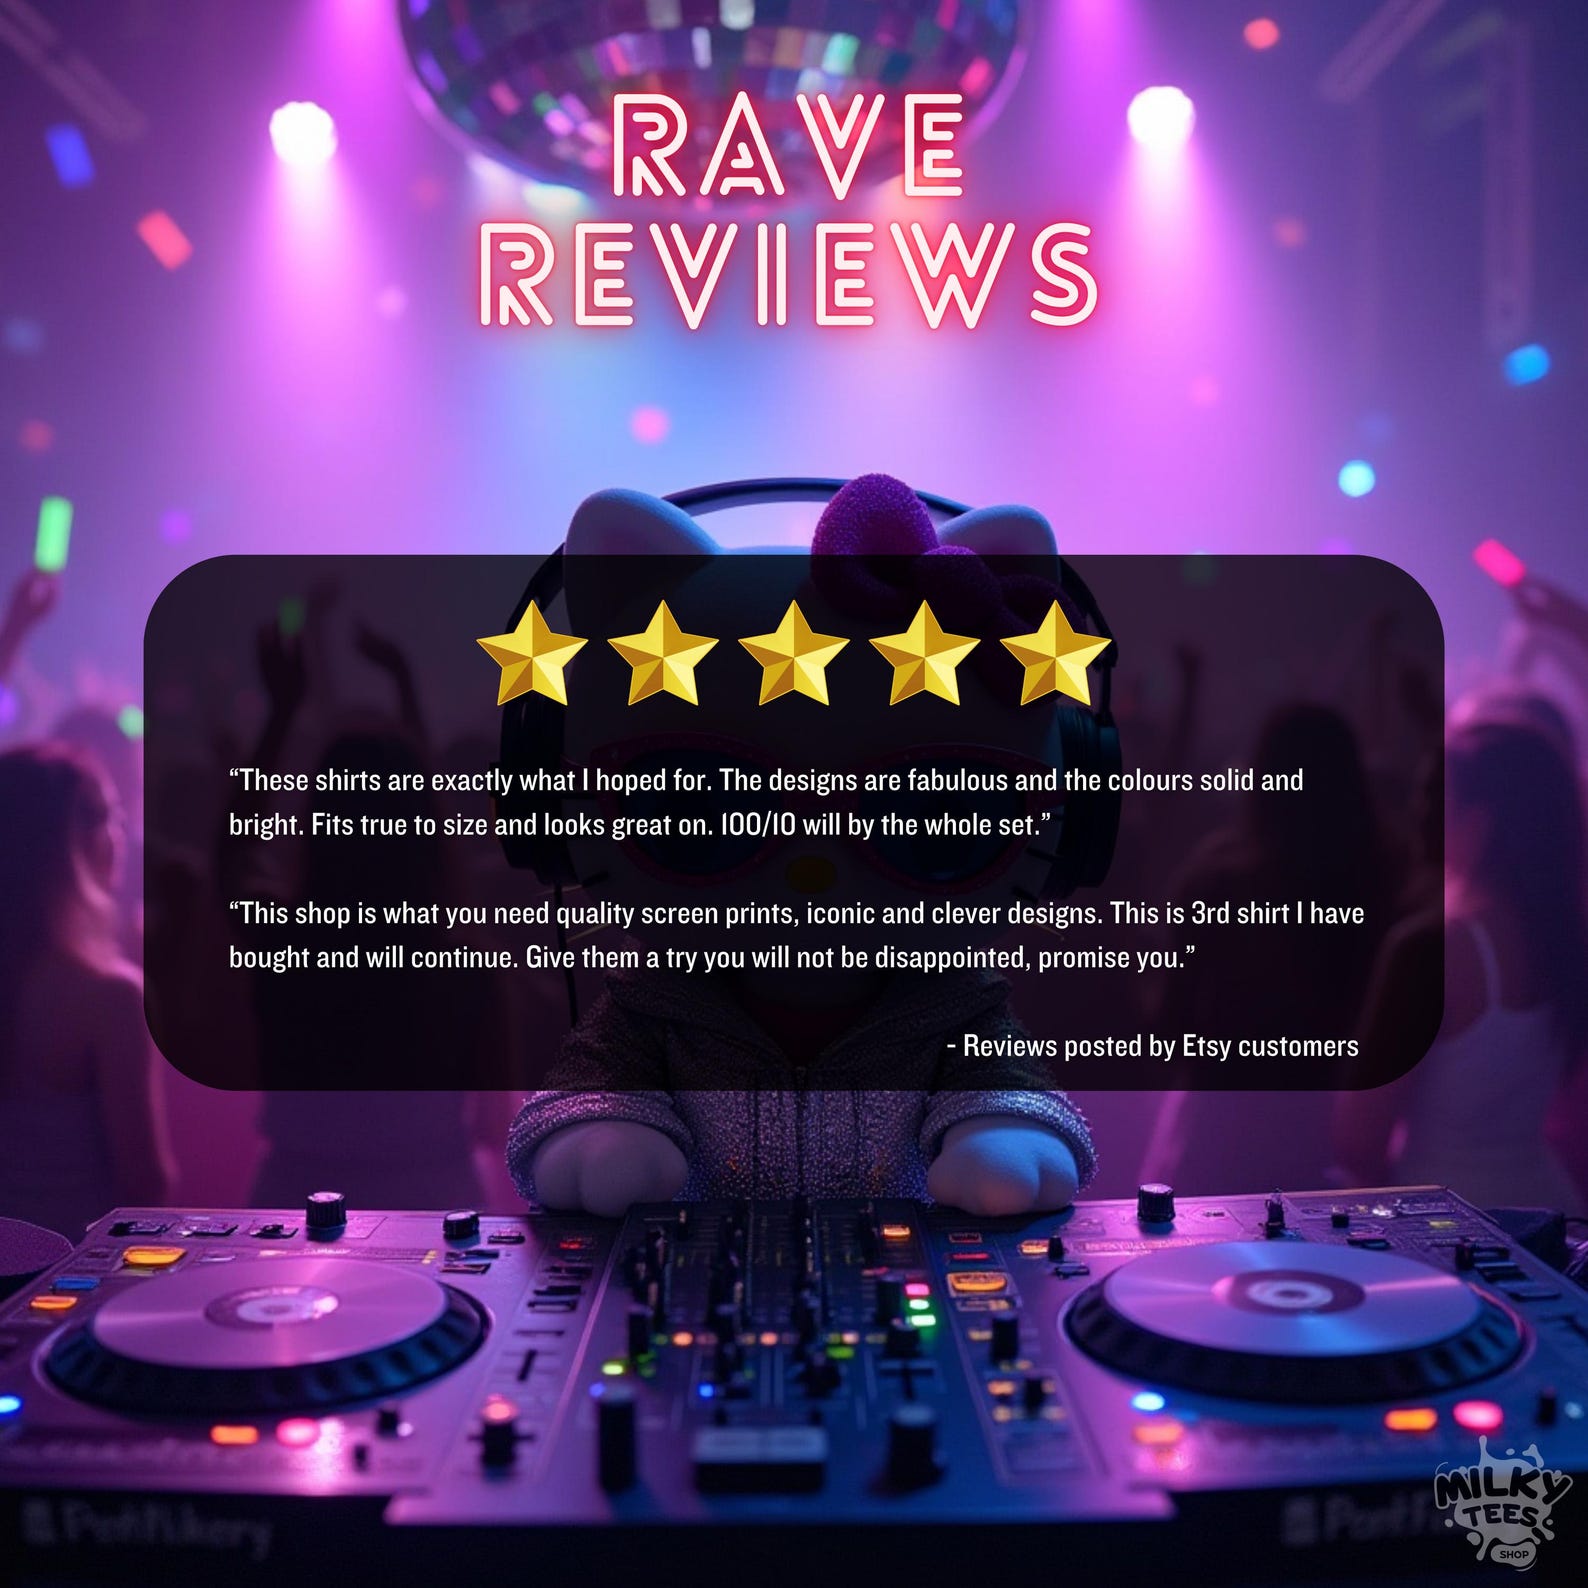 RAVE
REVIEWS
“These shirts are exactly what I hoped for. The designs are fabulous and the colours solid and
bright. Fits true to size and looks great on. 100/10 will by the whole set.”
“This shop is what you need quality screen prints, iconic and clever designs. This is 3rd shirt I have
bought and will continue. Give them a try you will not be disappointed, promise you.”
- Reviews posted by Etsy customers
MILKY
TEES
SHOP